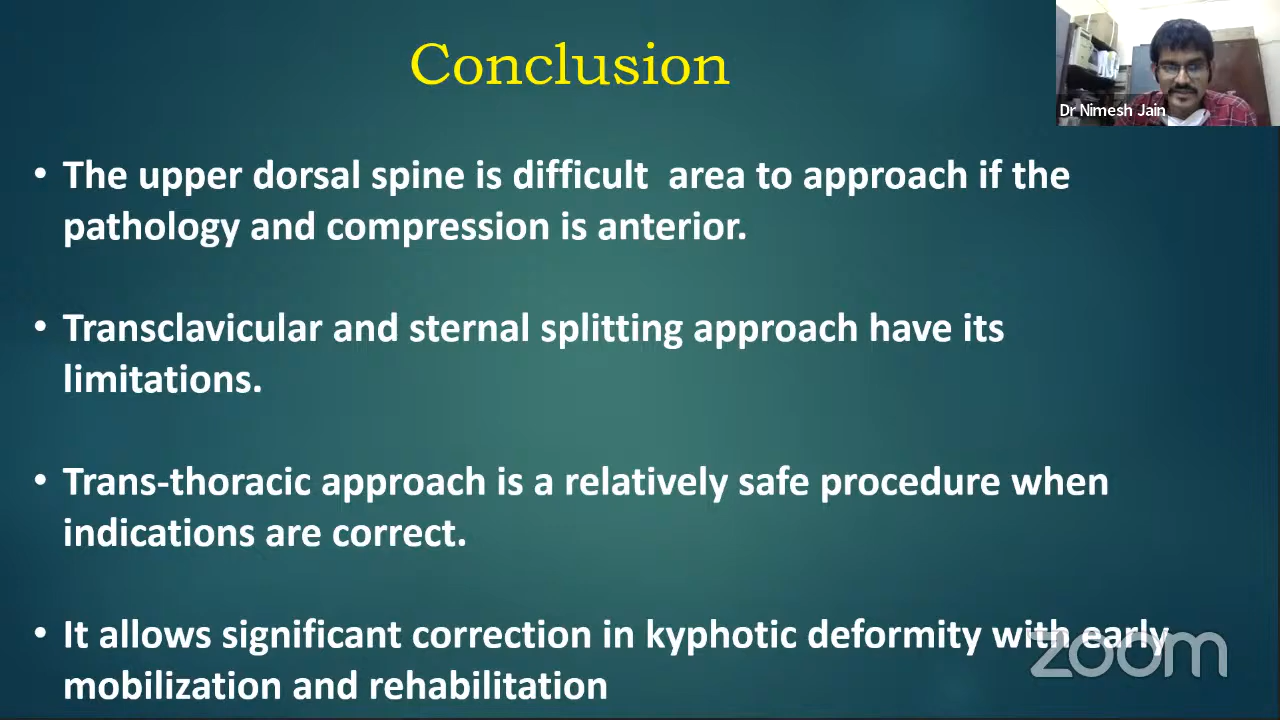 Conclusion
Dr Nimesh Jain
• The upper dorsal spine is difficult  area to approach if the
pathology and compression is anterior.
• Transclavicular and sternal splitting approach have its
limitations.
• Trans-thoracic approach is a relatively safe procedure when
indications are correct.
• It allows significant correction in kyphotic deformity with early
mobilization and rehabilitation
zoom